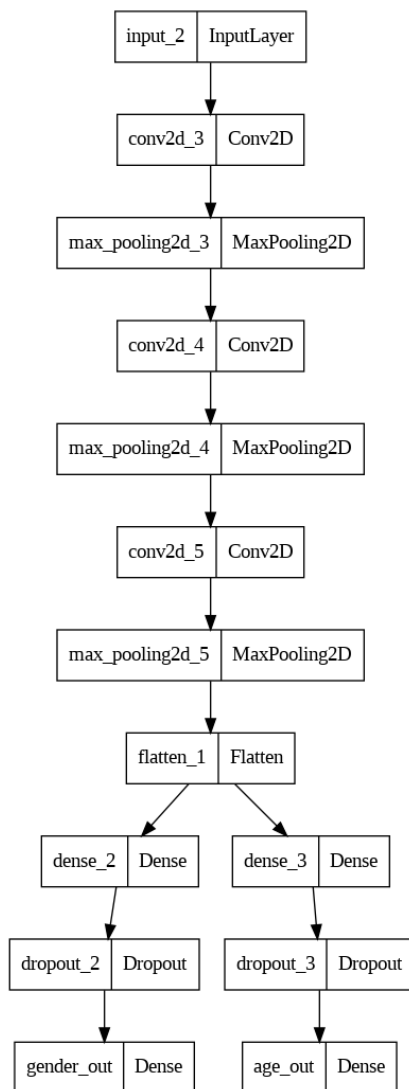 input_2 InputLayer
conv2d_3 Conv2D
max_pooling2d_3 MaxPooling2D
conv2d_4 Conv2D
max_pooling2d_4 MaxPooling2D
conv2d_5 Conv2D
max_pooling2d_5 MaxPooling2D
flatten_1 Flatten
dense_2 Dense dense_3 Dense
dropout_2 Dropout dropout_3 Dropout
gender_out Dense age_out Dense